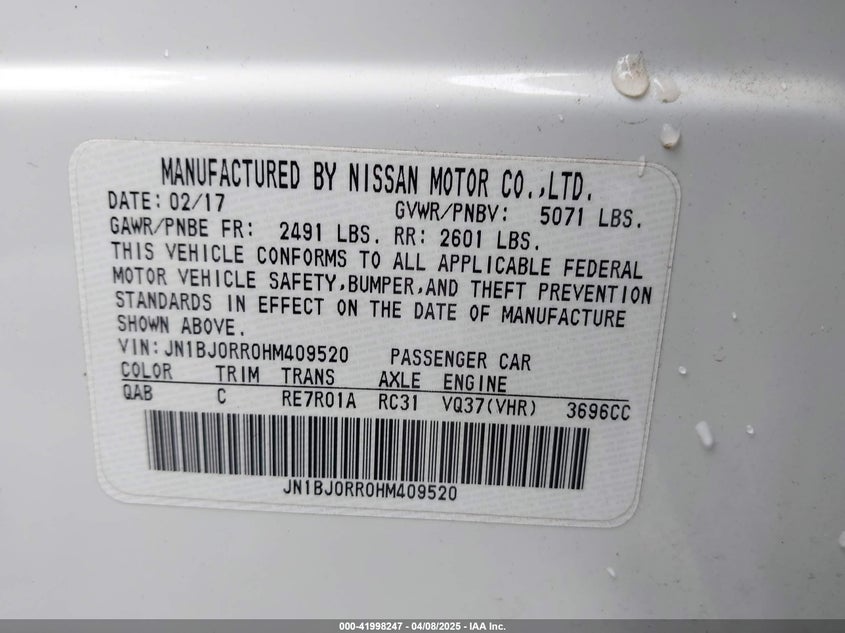 MANUFACTURED BY NISSAN MOTOR CO.,LTD.
DATE: 02/17 GVWR/PNBV: 5071 LBS.
GAWR/PNBE FR: 2491 LBS. RR: 2601 LBS.
THIS VEHICLE CONFORMS TO ALL APPLICABLE FEDERAL
MOTOR VEHICLE SAFETY,BUMPER,AND THEFT PREVENTION
STANDARDS IN EFFECT ON THE DATE OF MANUFACTURE
SHOWN ABOVE.
VIN: JN1BJ0RR0HM409520 PASSENGER CAR
COLOR TRIM TRANS AXLE ENGINE
QAB C RE7R01A RC31 VQ37(VHR) 3696CC
JN1BJ0RR0HM409520
000-41998247 - 04/08/2025 - IAA Inc.